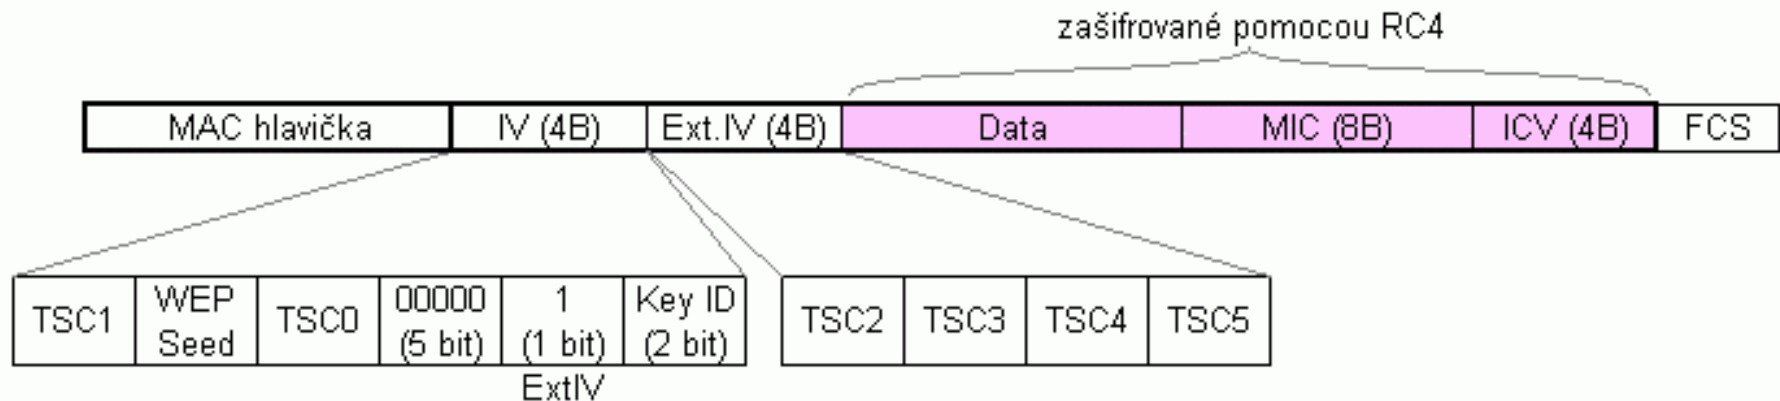 zašifrované pomocou RC4
MAC hlavička IV (4B) Ext.IV (4B) Data MIC (8B) ICV (4B) FCS
TSC1 WEP Seed TSC0 00000 (5 bit) 1 (1 bit) Key ID (2 bit) TSC2 TSC3 TSC4 TSC5
ExtIV